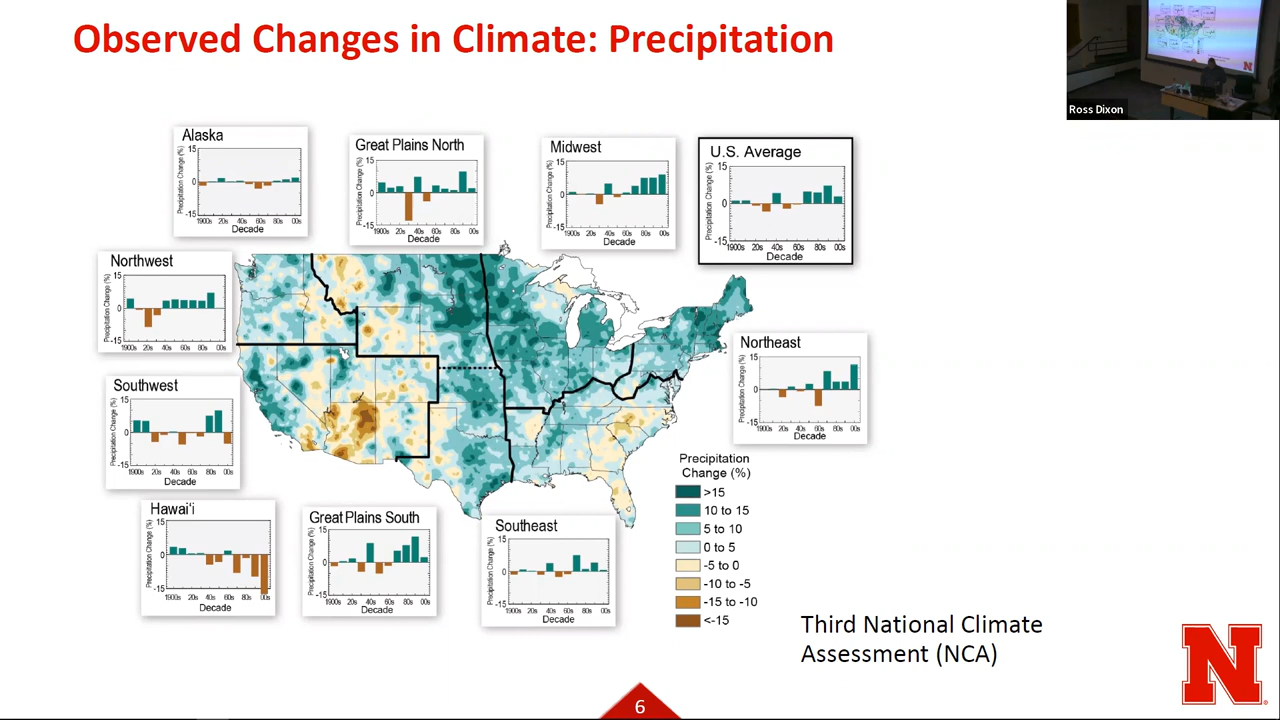 Observed Changes in Climate: Precipitation
Ross Dixon
Alaska
Precipitation Change (%)
15
-15
1900s 20s 40s 60s 80s 00s
Decade
Great Plains North
Precipitation Change (%)
15
0
-15
1900s 20s 40s 60s 80s 00s
Decade
Midwest
Precipitation Change (%)
15
0
-15
1900s 20s 40s 60s 80s 00s
Decade
U.S. Average
Precipitation Change (%)
15
0
-15
1900s 20s 40s 60s 80s 00s
Decade
Northwest
Precipitation Change (%)
15
0
-15
1900s 20s 40s 60s 80s 00s
Decade
Southwest
Precipitation Change (%)
15
0
-15
1900s 20s 40s 60s 80s 00s
Decade
Northeast
Precipitation Change (%)
15
0
-15
1900s 20s 40s 60s 80s 00s
Decade
Hawai'i
Precipitation Change (%)
15
0
-15
1900s 20s 40s 60s 80s 00s
Decade
Great Plains South
Precipitation Change (%)
15
0
-15
1900s 20s 40s 60s 80s 00s
Decade
Southeast
Precipitation Change (%)
15
0
-15
1900s 20s 40s 60s 80s 00s
Decade
Precipitation
Change (%)
>15
10 to 15
5 to 10
0 to 5
-5 to 0
-10 to -5
-15 to -10
<-15
Third National Climate
Assessment (NCA)
N
6